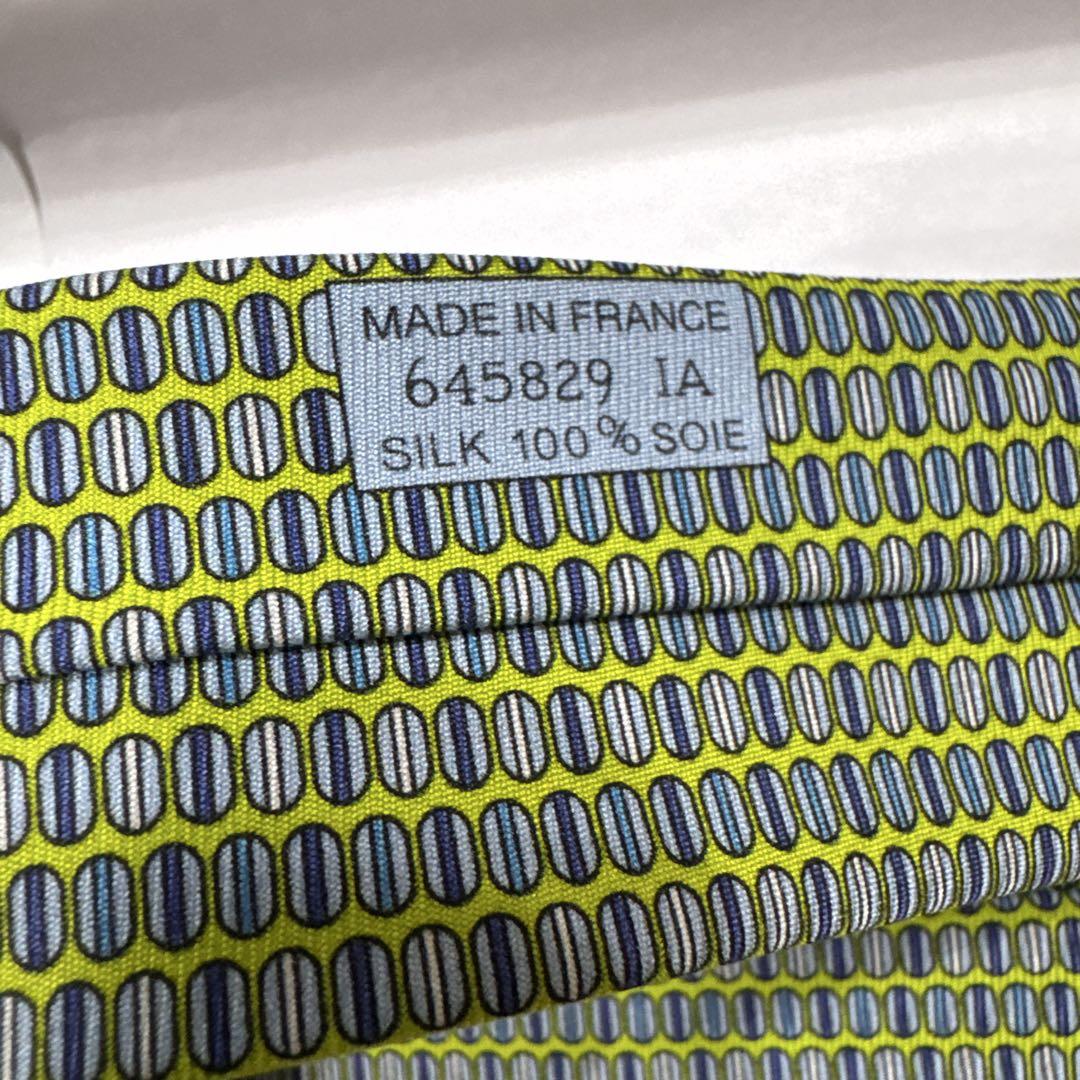 MADE IN FRANCE
645829 IA
SILK 100% SOIE